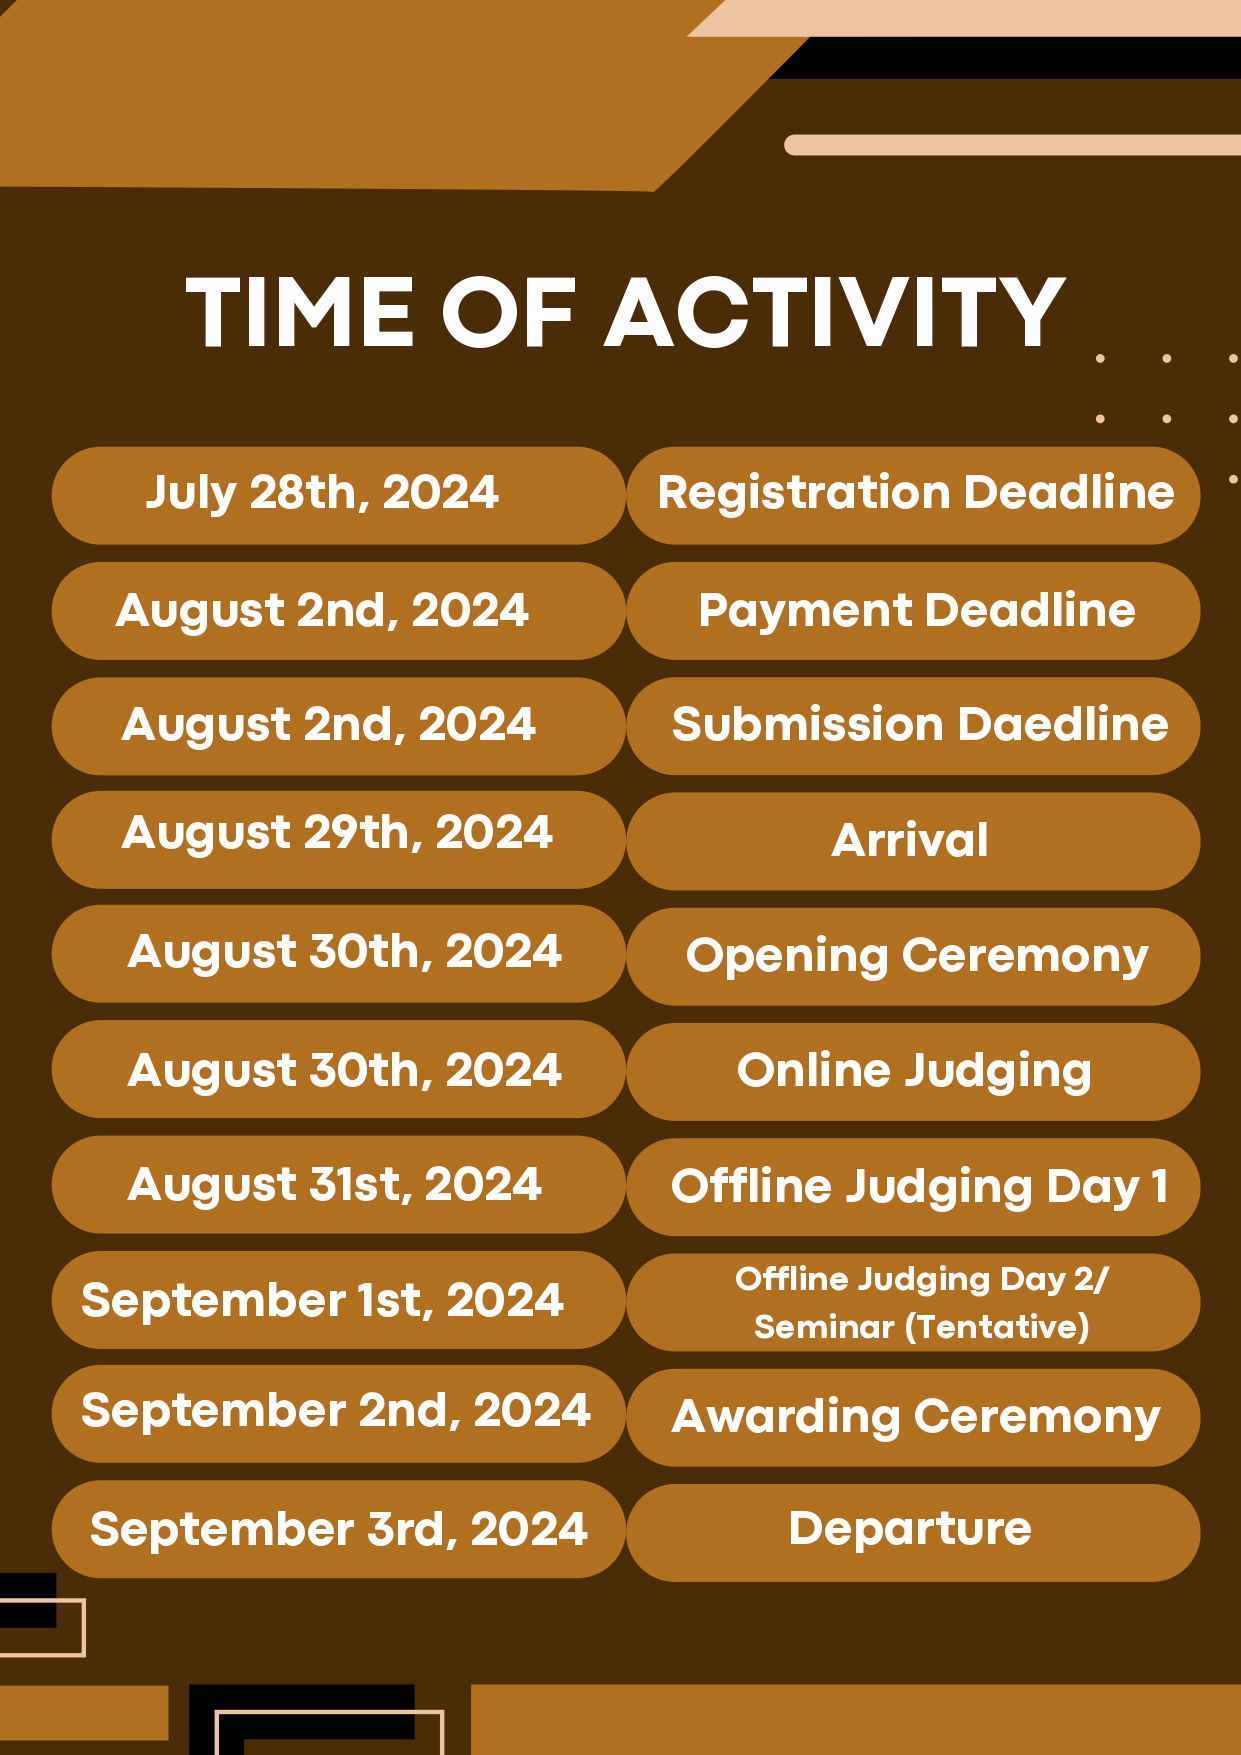 TIME OF ACTIVITY
July 28th, 2024
Registration Deadline
August 2nd, 2024
Payment Deadline
August 2nd, 2024
Submission Daedline
August 29th, 2024
Arrival
August 30th, 2024
Opening Ceremony
August 30th, 2024
Online Judging
August 31st, 2024
Offline Judging Day 1
September 1st, 2024
Offline Judging Day 2/
Seminar (Tentative)
September 2nd, 2024
Awarding Ceremony
September 3rd, 2024
Departure